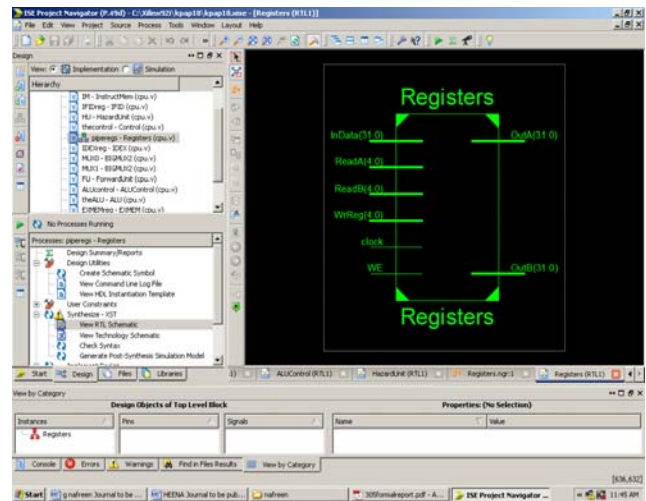 ISE Project Navigator (P.49d) - C:\Xilinx92i\kpap18\kpap18.xise - [Registers (RTL1)]
File Edit View Project Source Process Tools Window Layout Help
Design
View: Implementation Simulation
Hierarchy
IM - InstructMem (cpu.v)
IFIDreg - IFID (cpu.v)
HU - HazardUnit (cpu.v)
thecontrol - Control (cpu.v)
piperegs - Registers (cpu.v)
IDEXreg - IDEX (cpu.v)
MUX0 - BIGMUX2 (cpu.v)
MUX1 - BIGMUX2 (cpu.v)
FU - ForwardUnit (cpu.v)
ALUcontrol - ALUControl (cpu.v)
theALU - ALU (cpu.v)
EXMEMreg - EXMEM (cpu.v)
No Processes Running
Processes: piperegs - Registers
Design Summary/Reports
Design Utilities
Create Schematic Symbol
View Command Line Log File
View HDL Instantiation Template
User Constraints
Synthesize - XST
View RTL Schematic
View Technology Schematic
Check Syntax
Generate Post-Synthesis Simulation Model
Start Design Files Libraries
Registers
InData(31:0) OutA(31:0)
ReadA(4:0)
ReadB(4:0)
WrReg(4:0)
clock
WE OutB(31:0)
Registers
1) ALUControl (RTL1) HazardUnit (RTL1) Registers.ngr:1 Registers (RTL1)
View by Category
Design Objects of Top Level Block Properties: (No Selection)
Instances Pins Signals Name Value
Registers
Console Errors Warnings Find in Files Results View by Category
[636,632]
Start g nafreen Journal to be ... HEENA Journal to be pub... nafreen 305formalreport.pdf - A... ISE Project Navigator ... 11:45 AM